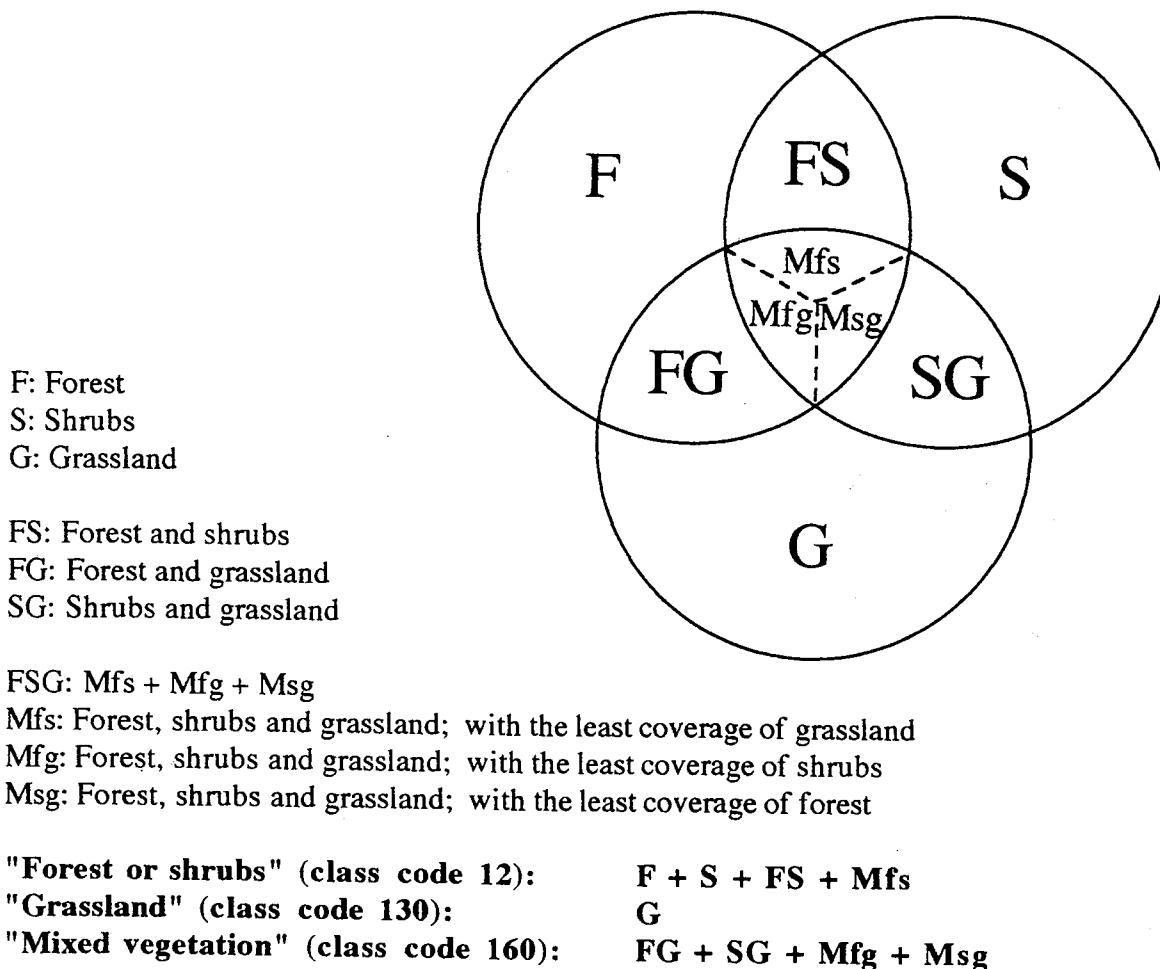 F
FS
S
Mfs
Mfg Msg
FG
SG
G
F: Forest
S: Shrubs
G: Grassland
FS: Forest and shrubs
FG: Forest and grassland
SG: Shrubs and grassland
FSG: Mfs + Mfg + Msg
Mfs: Forest, shrubs and grassland; with the least coverage of grassland
Mfg: Forest, shrubs and grassland; with the least coverage of shrubs
Msg: Forest, shrubs and grassland; with the least coverage of forest
"Forest or shrubs" (class code 12): F + S + FS + Mfs
"Grassland" (class code 130): G
"Mixed vegetation" (class code 160): FG + SG + Mfg + Msg